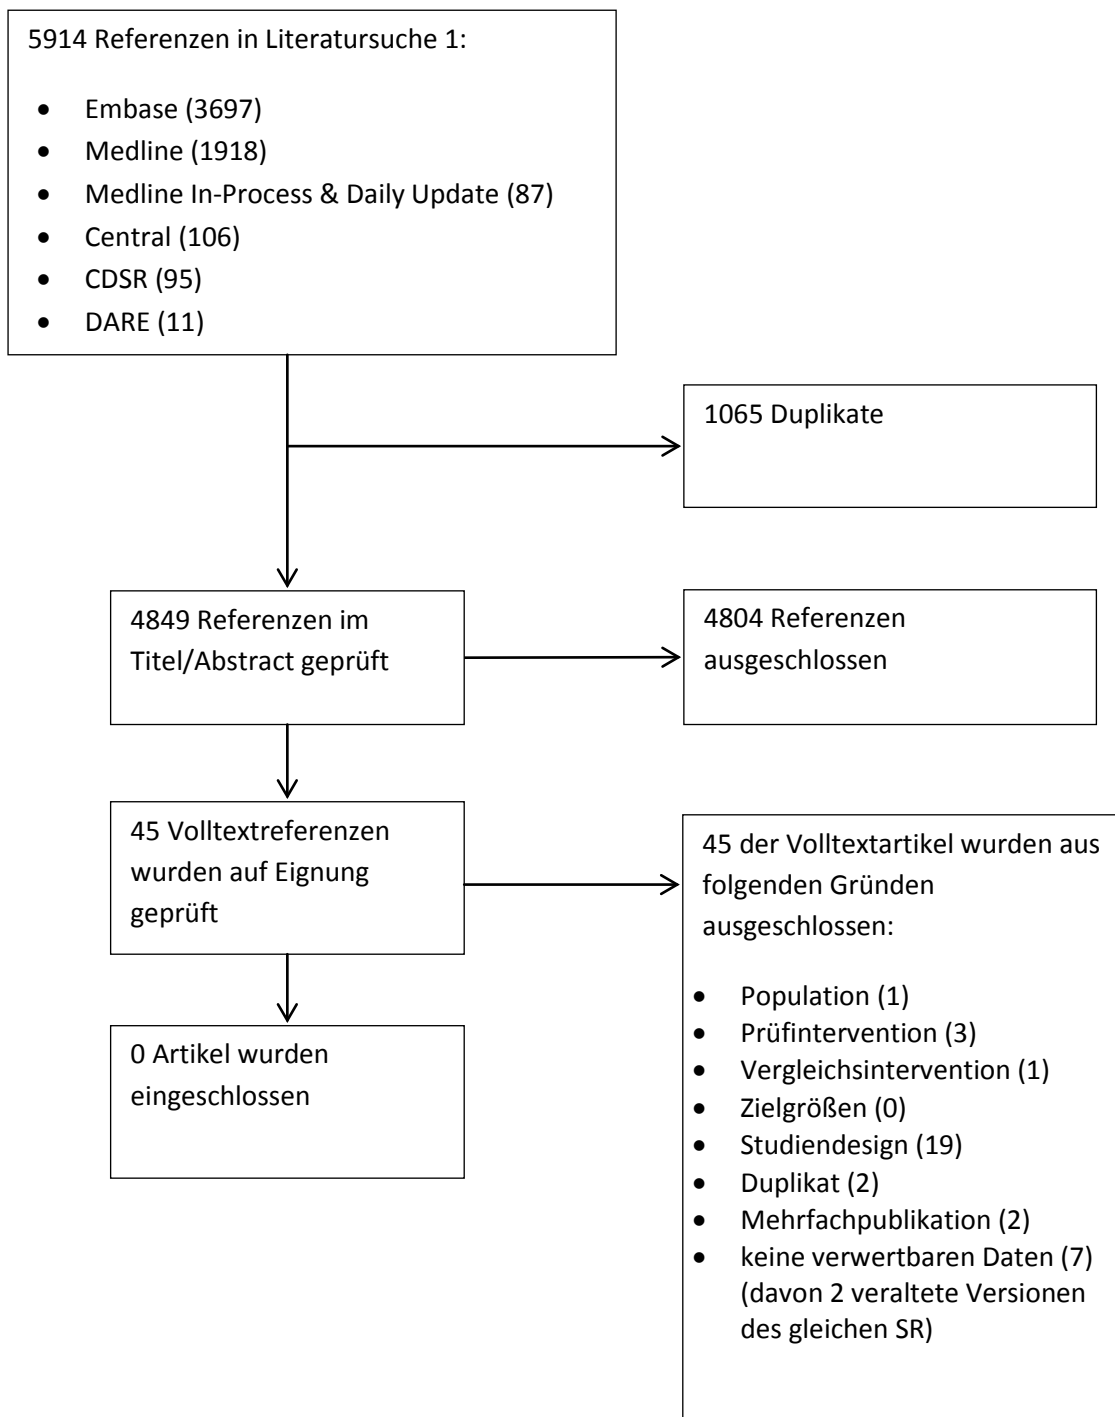 5914 Referenzen in Literatursuche 1:
• Embase (3697)
• Medline (1918)
• Medline In-Process & Daily Update (87)
• Central (106)
• CDSR (95)
• DARE (11)
1065 Duplikate
4849 Referenzen im
Titel/Abstract geprüft
4804 Referenzen
ausgeschlossen
45 Volltextreferenzen
wurden auf Eignung
geprüft
45 der Volltextartikel wurden aus
folgenden Gründen
ausgeschlossen:
• Population (1)
• Prüfintervention (3)
• Vergleichsintervention (1)
• Zielgrößen (0)
• Studiendesign (19)
• Duplikat (2)
• Mehrfachpublikation (2)
• keine verwertbaren Daten (7)
(davon 2 veraltete Versionen
des gleichen SR)
0 Artikel wurden
eingeschlossen